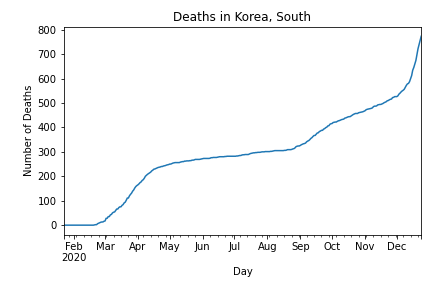 Deaths in Korea, South
Number of Deaths
800
700
600
500
400
300
200
100
0
Feb Mar Apr May Jun Jul Aug Sep Oct Nov Dec
2020
Day